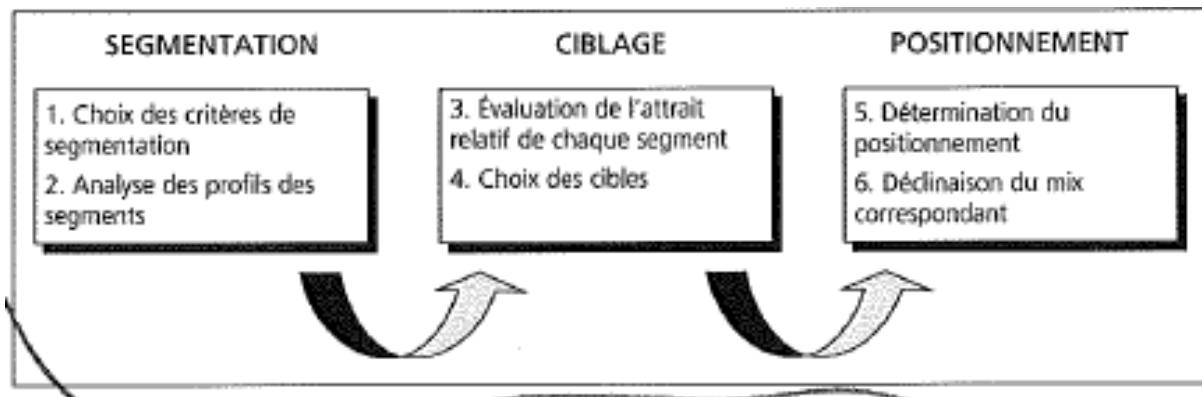 SEGMENTATION
1. Choix des critères de
segmentation
2. Analyse des profils des
segments
CIBLAGE
3. Évaluation de l'attrait
relatif de chaque segment
4. Choix des cibles
POSITIONNEMENT
5. Détermination du
positionnement
6. Déclinaison du mix
correspondant